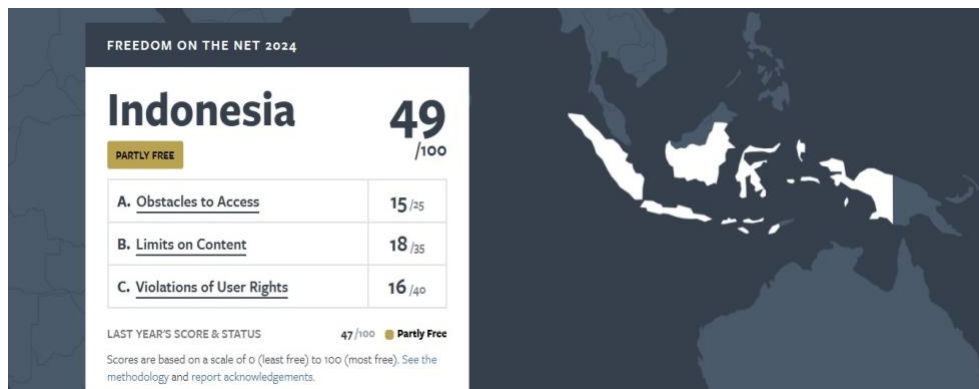 FREEDOM ON THE NET 2024
Indonesia
49
/100
PARTLY FREE
A. Obstacles to Access 15/25
B. Limits on Content 18/35
C. Violations of User Rights 16/40
LAST YEAR'S SCORE & STATUS 47/100 Partly Free
Scores are based on a scale of 0 (least free) to 100 (most free). See the
methodology and report acknowledgements.